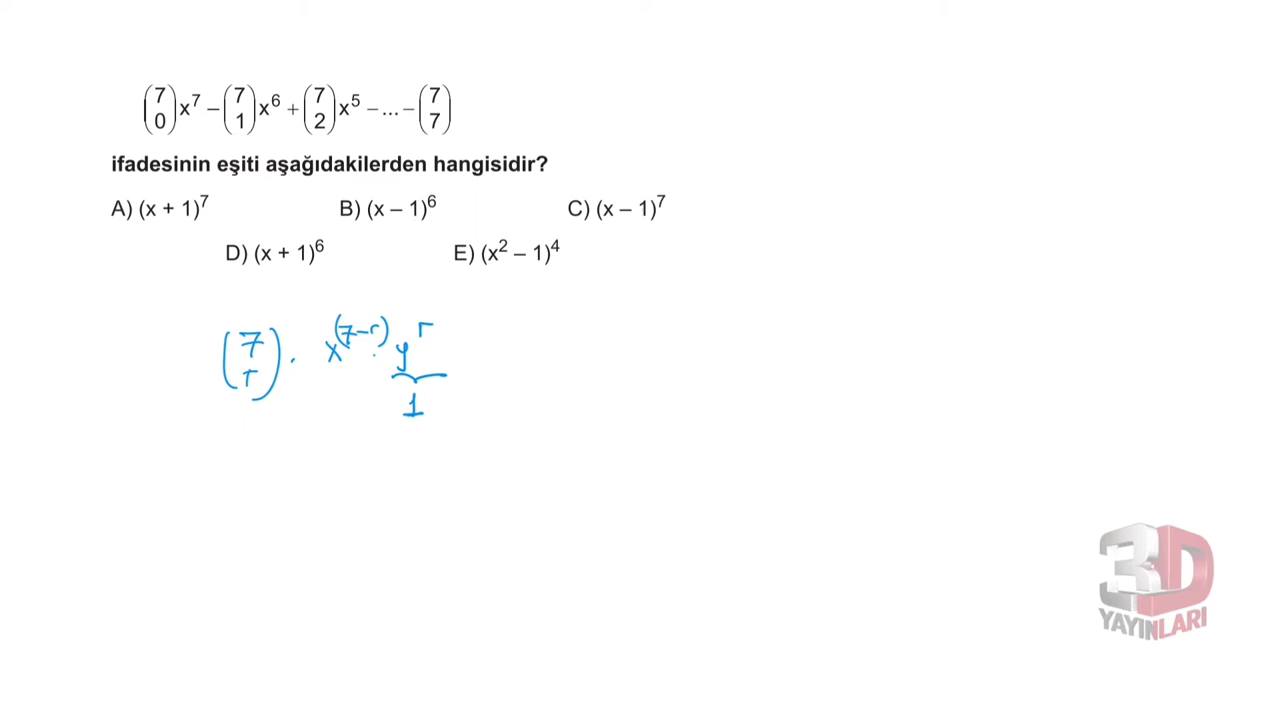 (7 0)x⁷ − (7 1)x⁶ + (7 2)x⁵ − ... − (7 7)
ifadesinin eşiti aşağıdakilerden hangisidir?
A) (x + 1)⁷ B) (x – 1)⁶ C) (x – 1)⁷
D) (x + 1)⁶ E) (x² – 1)⁴
(7 r) · x⁽⁷⁻ʳ⁾ yʳ
1
3D
YAYINLARI